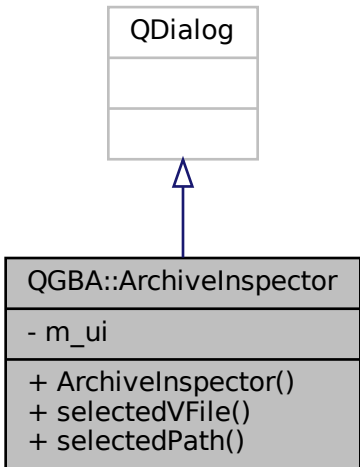 QDialog
QGBA::ArchiveInspector
- m_ui
+ ArchiveInspector()
+ selectedVFile()
+ selectedPath()